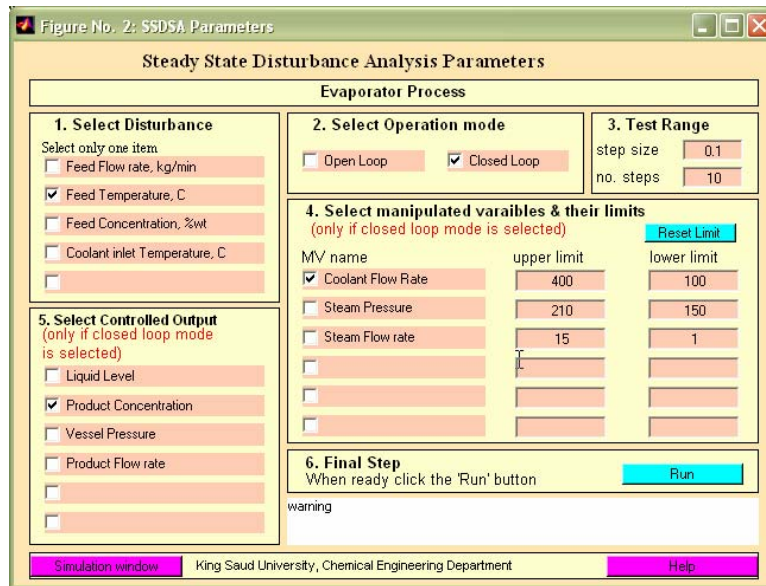 Figure No. 2: SSDSA Parameters
Steady State Disturbance Analysis Parameters
Evaporator Process
1. Select Disturbance
Select only one item
Feed Flow rate, kg/min
Feed Temperature, C
Feed Concentration, %wt
Coolant inlet Temperature, C
2. Select Operation mode
Open Loop
Closed Loop
3. Test Range
step size 0.1
no. steps 10
4. Select manipulated varaibles & their limits
(only if closed loop mode is selected)
Reset Limit
MV name upper limit lower limit
Coolant Flow Rate 400 100
Steam Pressure 210 150
Steam Flow rate 15 1
5. Select Controlled Output
(only if closed loop mode
is selected)
Liquid Level
Product Concentration
Vessel Pressure
Product Flow rate
6. Final Step
When ready click the 'Run' button
Run
warning
Simulation window
King Saud University, Chemical Engineering Department
Help